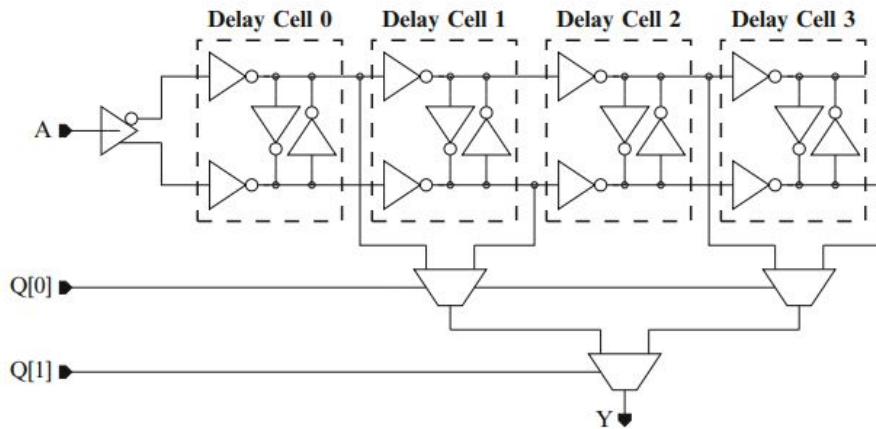 Delay Cell 0 Delay Cell 1 Delay Cell 2 Delay Cell 3
A
Q[0]
Q[1]
Y